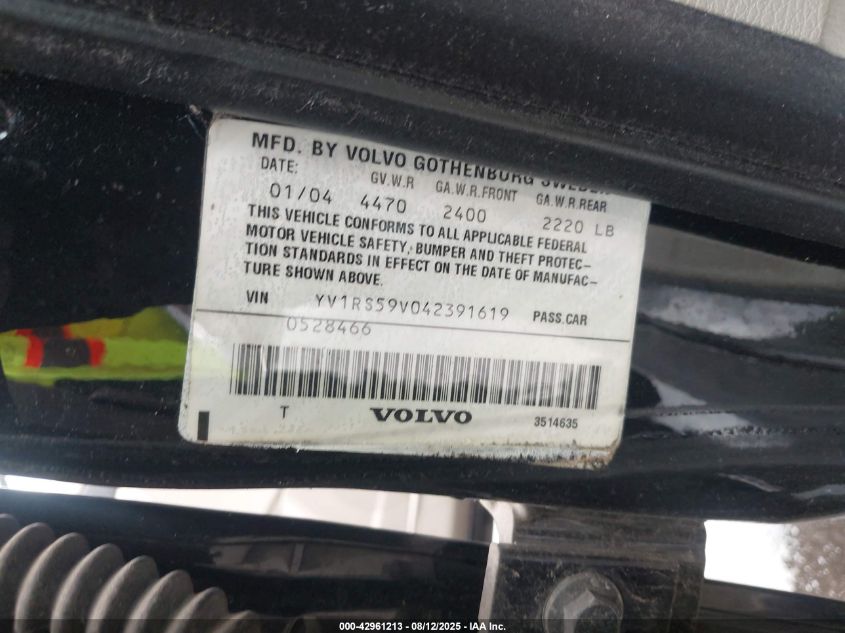 MFD. BY VOLVO GOTHENBURG SWEDEN
DATE: GV.W.R GA.W.R.FRONT GA.W.R.REAR
01/04 4470 2400 2220 LB
THIS VEHICLE CONFORMS TO ALL APPLICABLE FEDERAL
MOTOR VEHICLE SAFETY, BUMPER AND THEFT PROTEC-
TION STANDARDS IN EFFECT ON THE DATE OF MANUFAC-
TURE SHOWN ABOVE.
VIN YV1RS59V042391619 PASS.CAR
0528466
T VOLVO 3514635
000-42961213 - 08/12/2025 - IAA Inc.